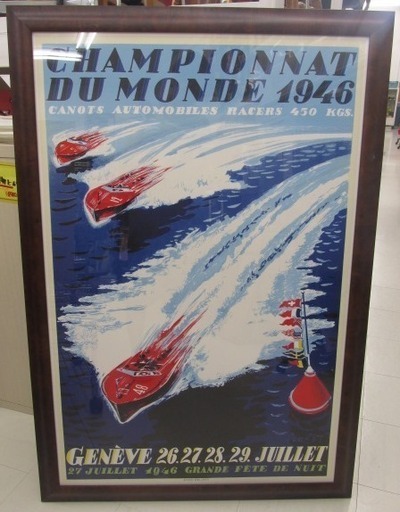 CHAMPIONNAT
DU MONDE 1946
CANOTS AUTOMOBILES RACERS 450 KGS.
48
GENÈVE 26.27.28.29. JUILLET
27 JUILLET 1946 GRANDE FÊTE DE NUIT